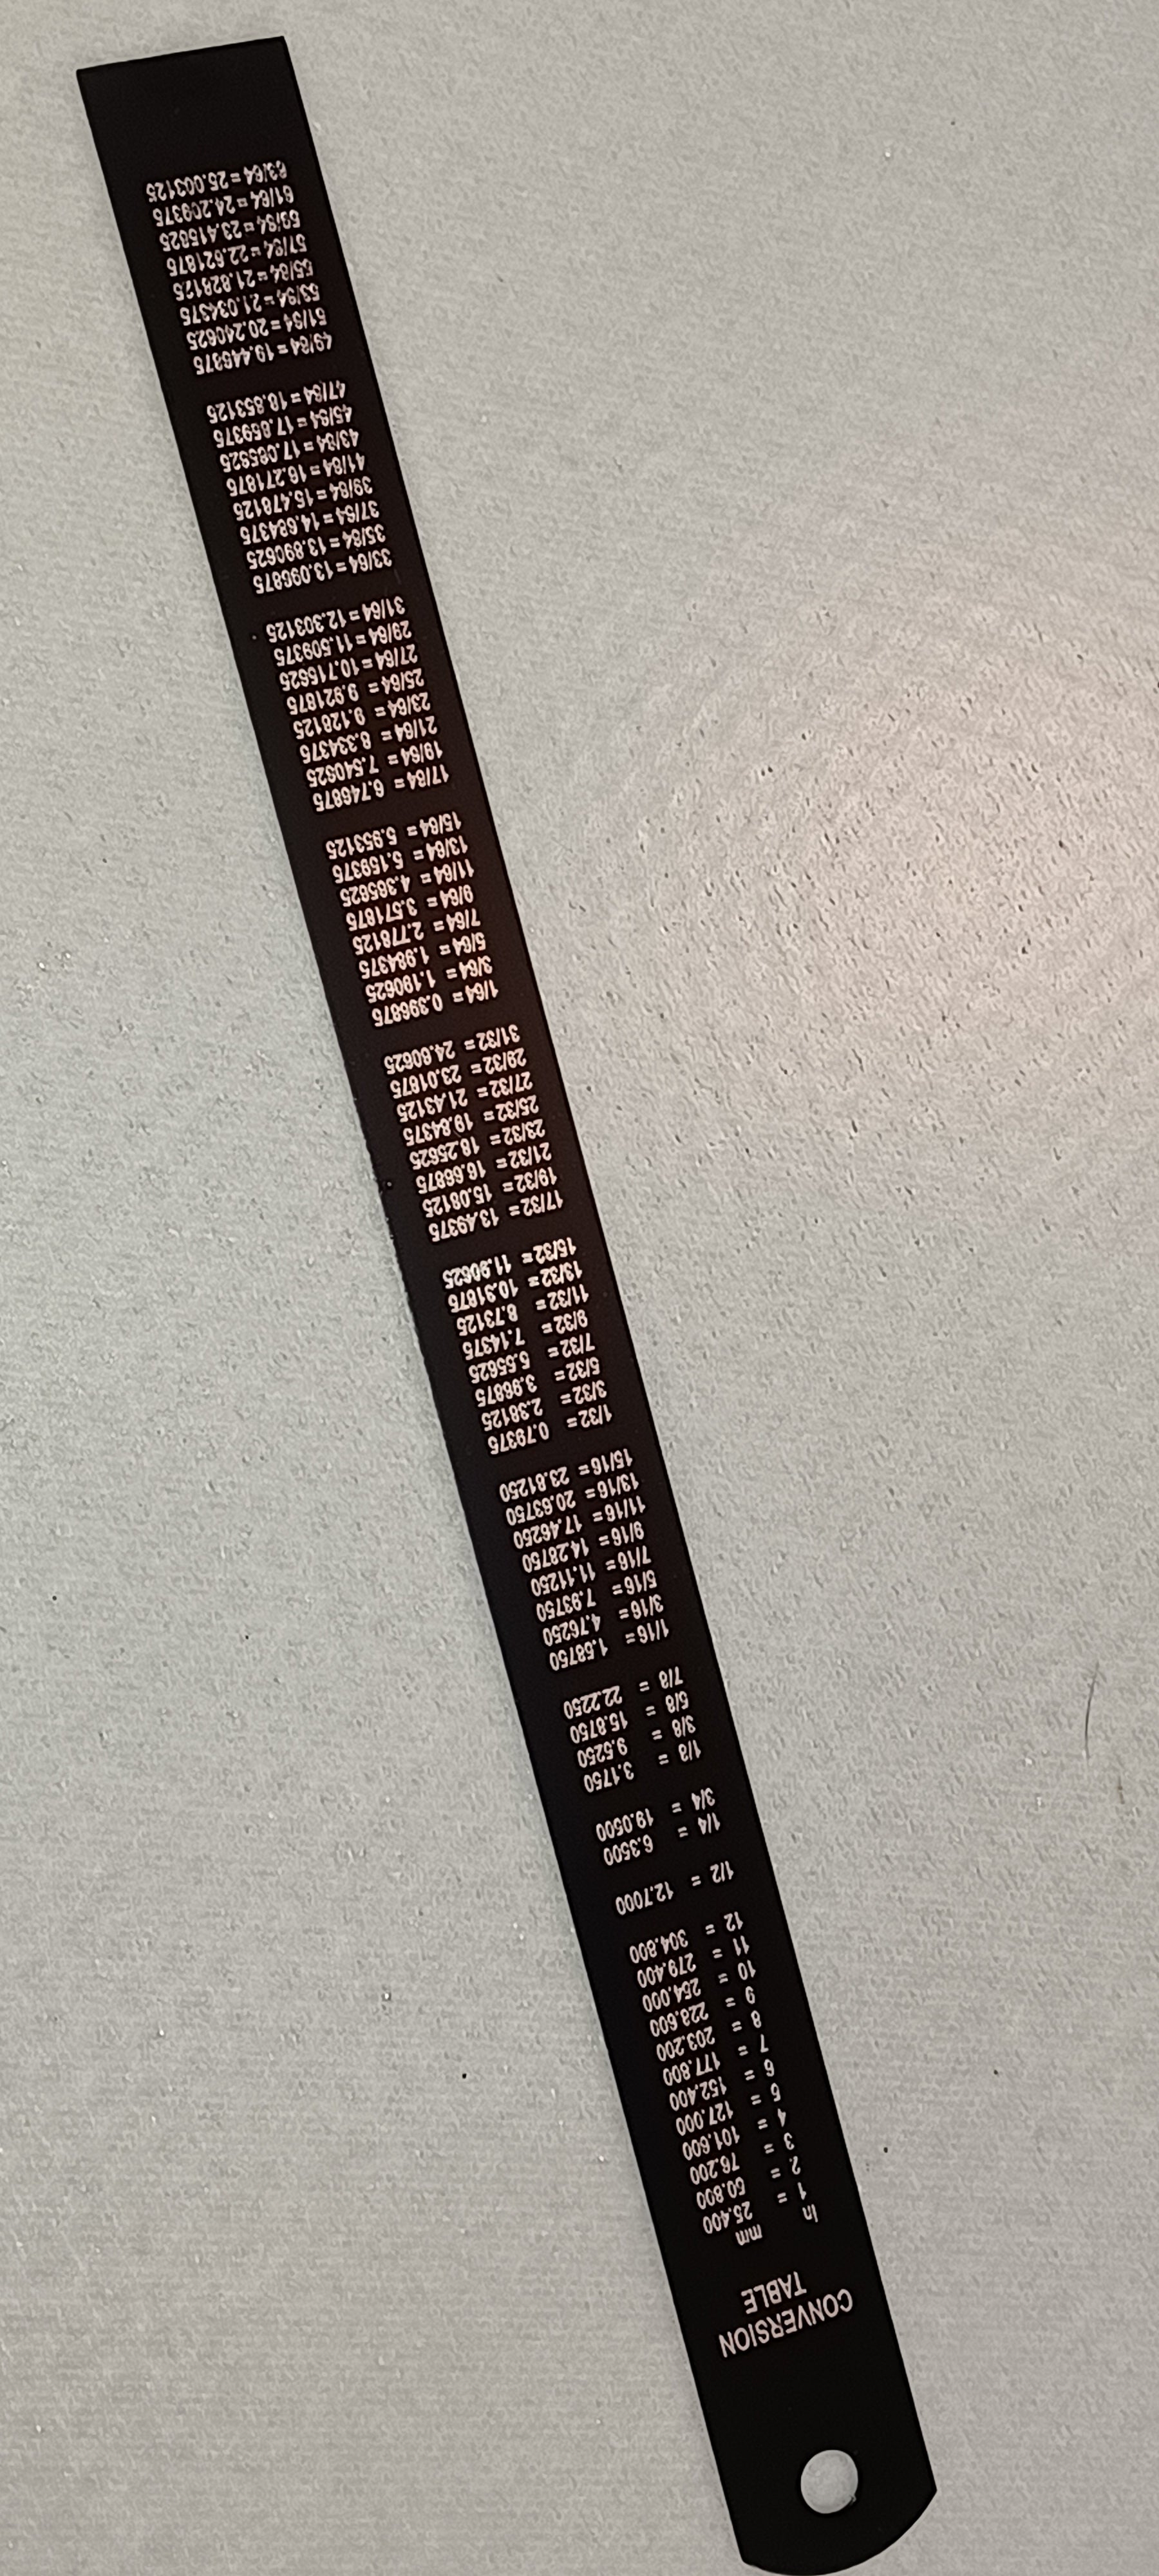 CONVERSION
TABLE
In mm
1 = 25.400
2 = 50.800
3 = 76.200
4 = 101.600
5 = 127.000
6 = 152.400
7 = 177.800
8 = 203.200
9 = 228.600
10 = 254.000
11 = 279.400
12 = 304.800
1/2 = 12.7000
1/4 = 6.3500
3/4 = 19.0500
1/8 = 3.1750
3/8 = 9.5250
5/8 = 15.8750
7/8 = 22.2250
1/16= 1.58750
3/16= 4.76250
5/16= 7.93750
7/16= 11.11250
9/16= 14.28750
11/16= 17.46250
13/16= 20.63750
15/16= 23.81250
1/32= 0.79375
3/32= 2.38125
5/32= 3.96875
7/32= 5.55625
9/32= 7.14375
11/32= 8.73125
13/32= 10.31875
15/32= 11.90625
17/32= 13.49375
19/32= 15.08125
21/32= 16.66875
23/32= 18.25625
25/32= 19.84375
27/32= 21.43125
29/32= 23.01875
31/32= 24.60625
1/64= 0.396875
3/64= 1.190625
5/64= 1.984375
7/64= 2.778125
9/64= 3.571875
11/64= 4.365625
13/64= 5.159375
15/64= 5.953125
17/64= 6.746875
19/64= 7.540625
21/64= 8.334375
23/64= 9.128125
25/64= 9.921875
27/64=10.715625
29/64=11.509375
31/64=12.303125
33/64=13.096875
35/64=13.890625
37/64=14.684375
39/64=15.478125
41/64=16.271875
43/64=17.065625
45/64=17.859375
47/64=18.653125
49/64=19.446875
51/64=20.240625
53/64=21.034375
55/64=21.828125
57/64=22.621875
59/64=23.415625
61/64=24.209375
63/64=25.003125